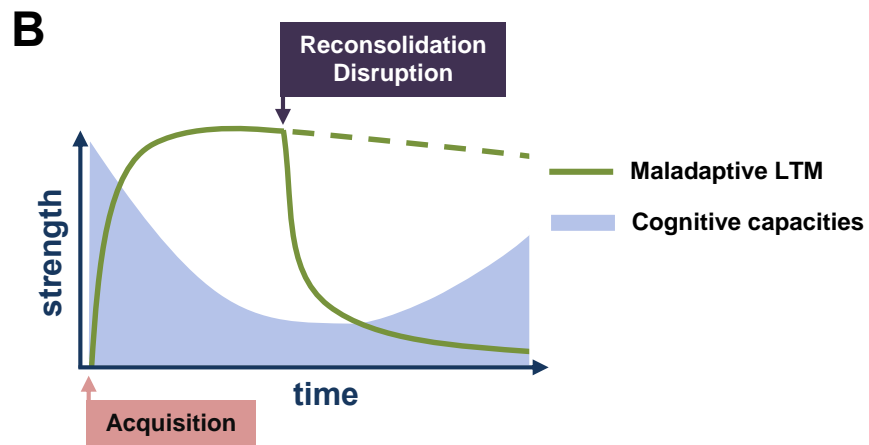 B
Reconsolidation
Disruption
strength
Maladaptive LTM
Cognitive capacities
time
Acquisition